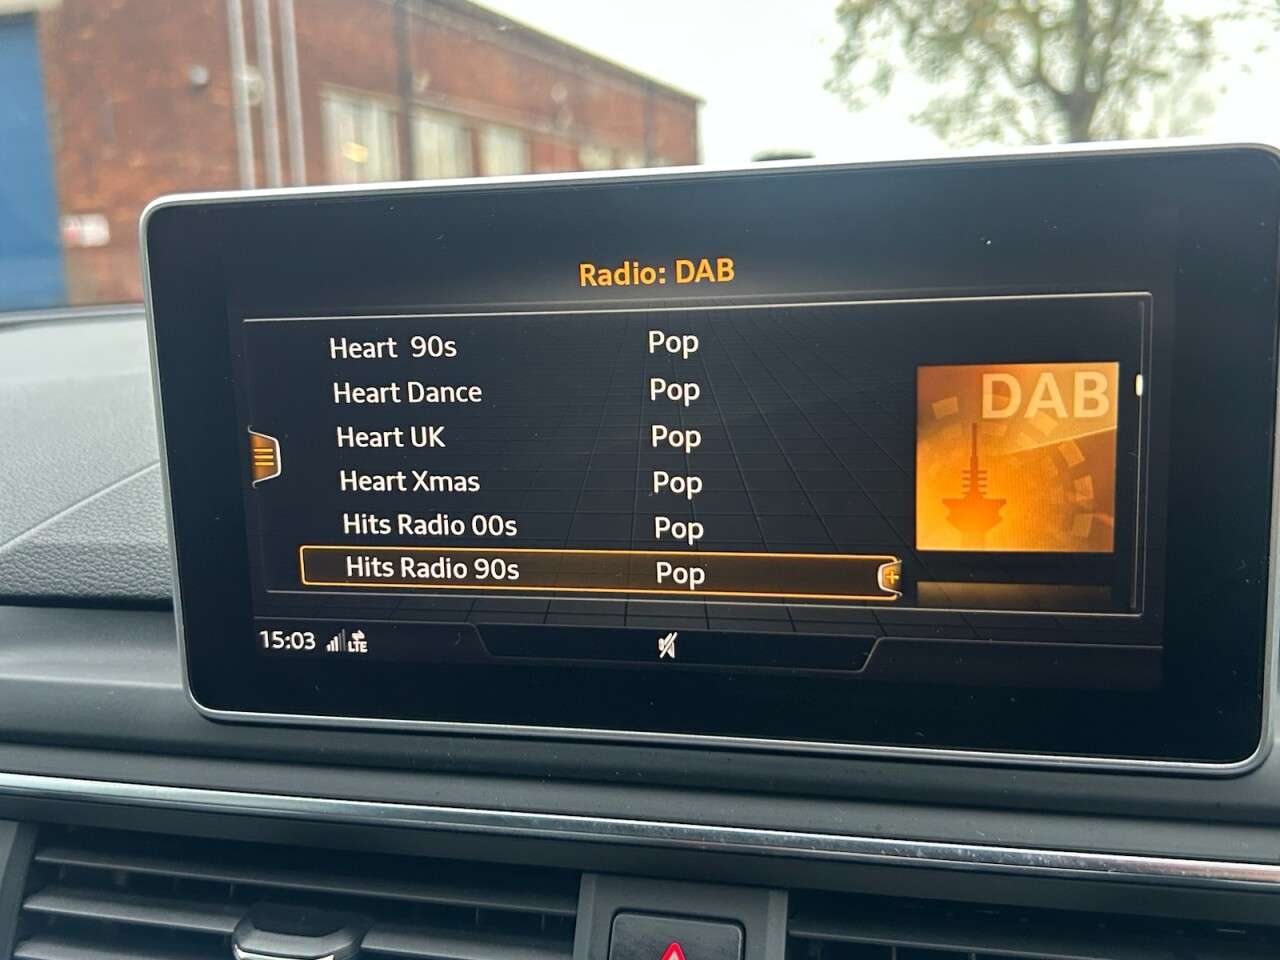 Radio: DAB
Heart 90s Pop
Heart Dance Pop
Heart UK Pop
Heart Xmas Pop
Hits Radio 00s Pop
Hits Radio 90s Pop
DAB
15:03 LTE